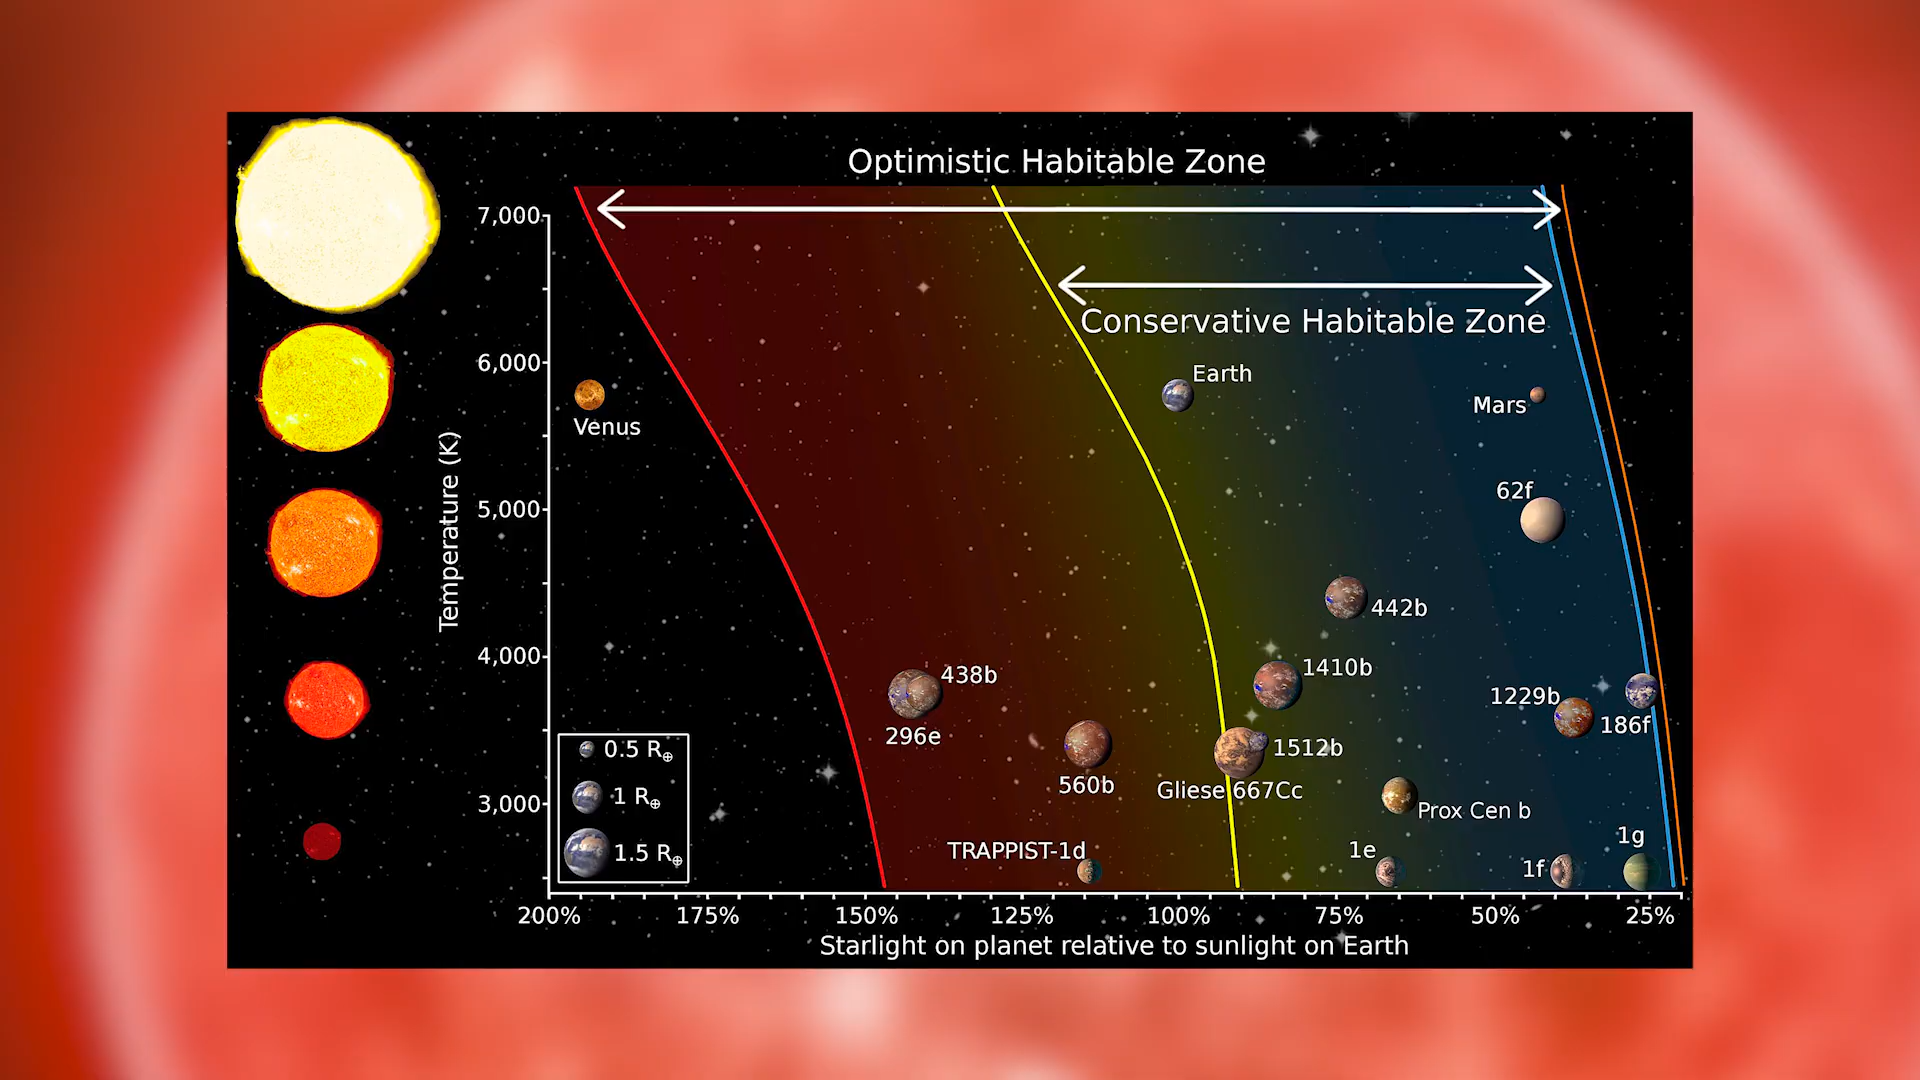 Optimistic Habitable Zone
7,000
Conservative Habitable Zone
6,000
Earth
Venus
Mars
Temperature (K)
5,000
62f
442b
4,000
438b
1410b
296e
1229b
186f
0.5 R⊕
1512b
560b
Gliese 667Cc
1 R⊕
3,000
Prox Cen b
1.5 R⊕
TRAPPIST-1d
1e
1f
1g
200% 175% 150% 125% 100% 75% 50% 25%
Starlight on planet relative to sunlight on Earth